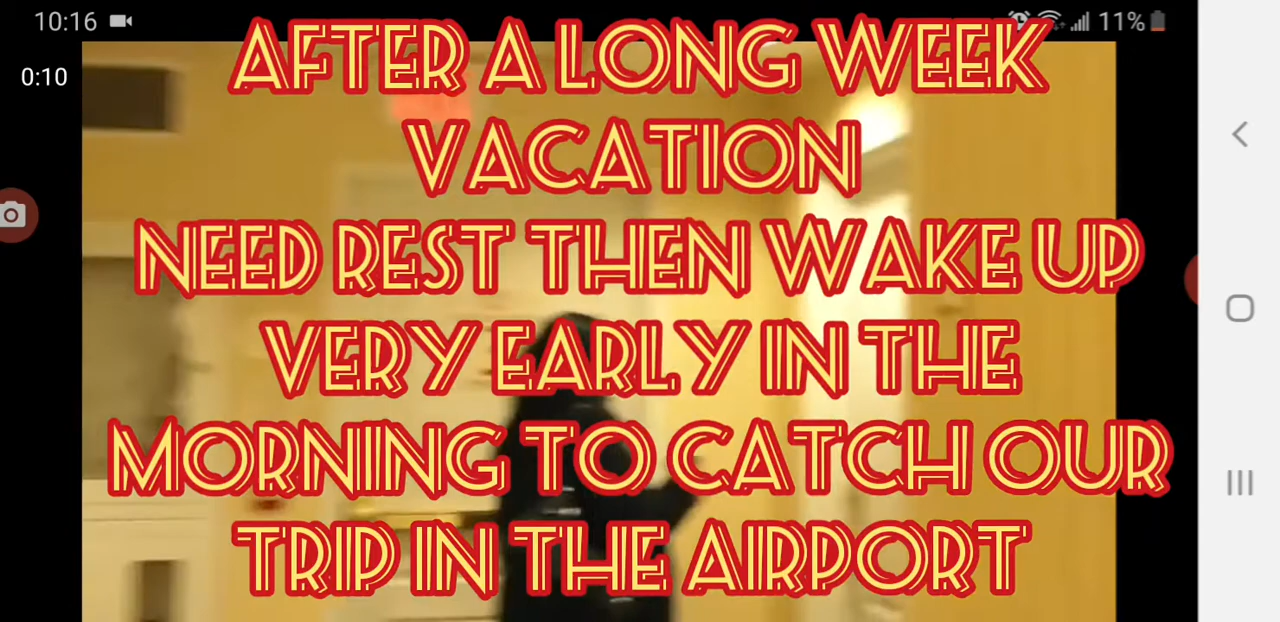 10:16
11%
0:10
AFTER A LONG WEEK
VACATION
NEED REST THEN WAKE UP
VERY EARLY IN THE
MORNING TO CATCH OUR
TRIP IN THE AIRPORT